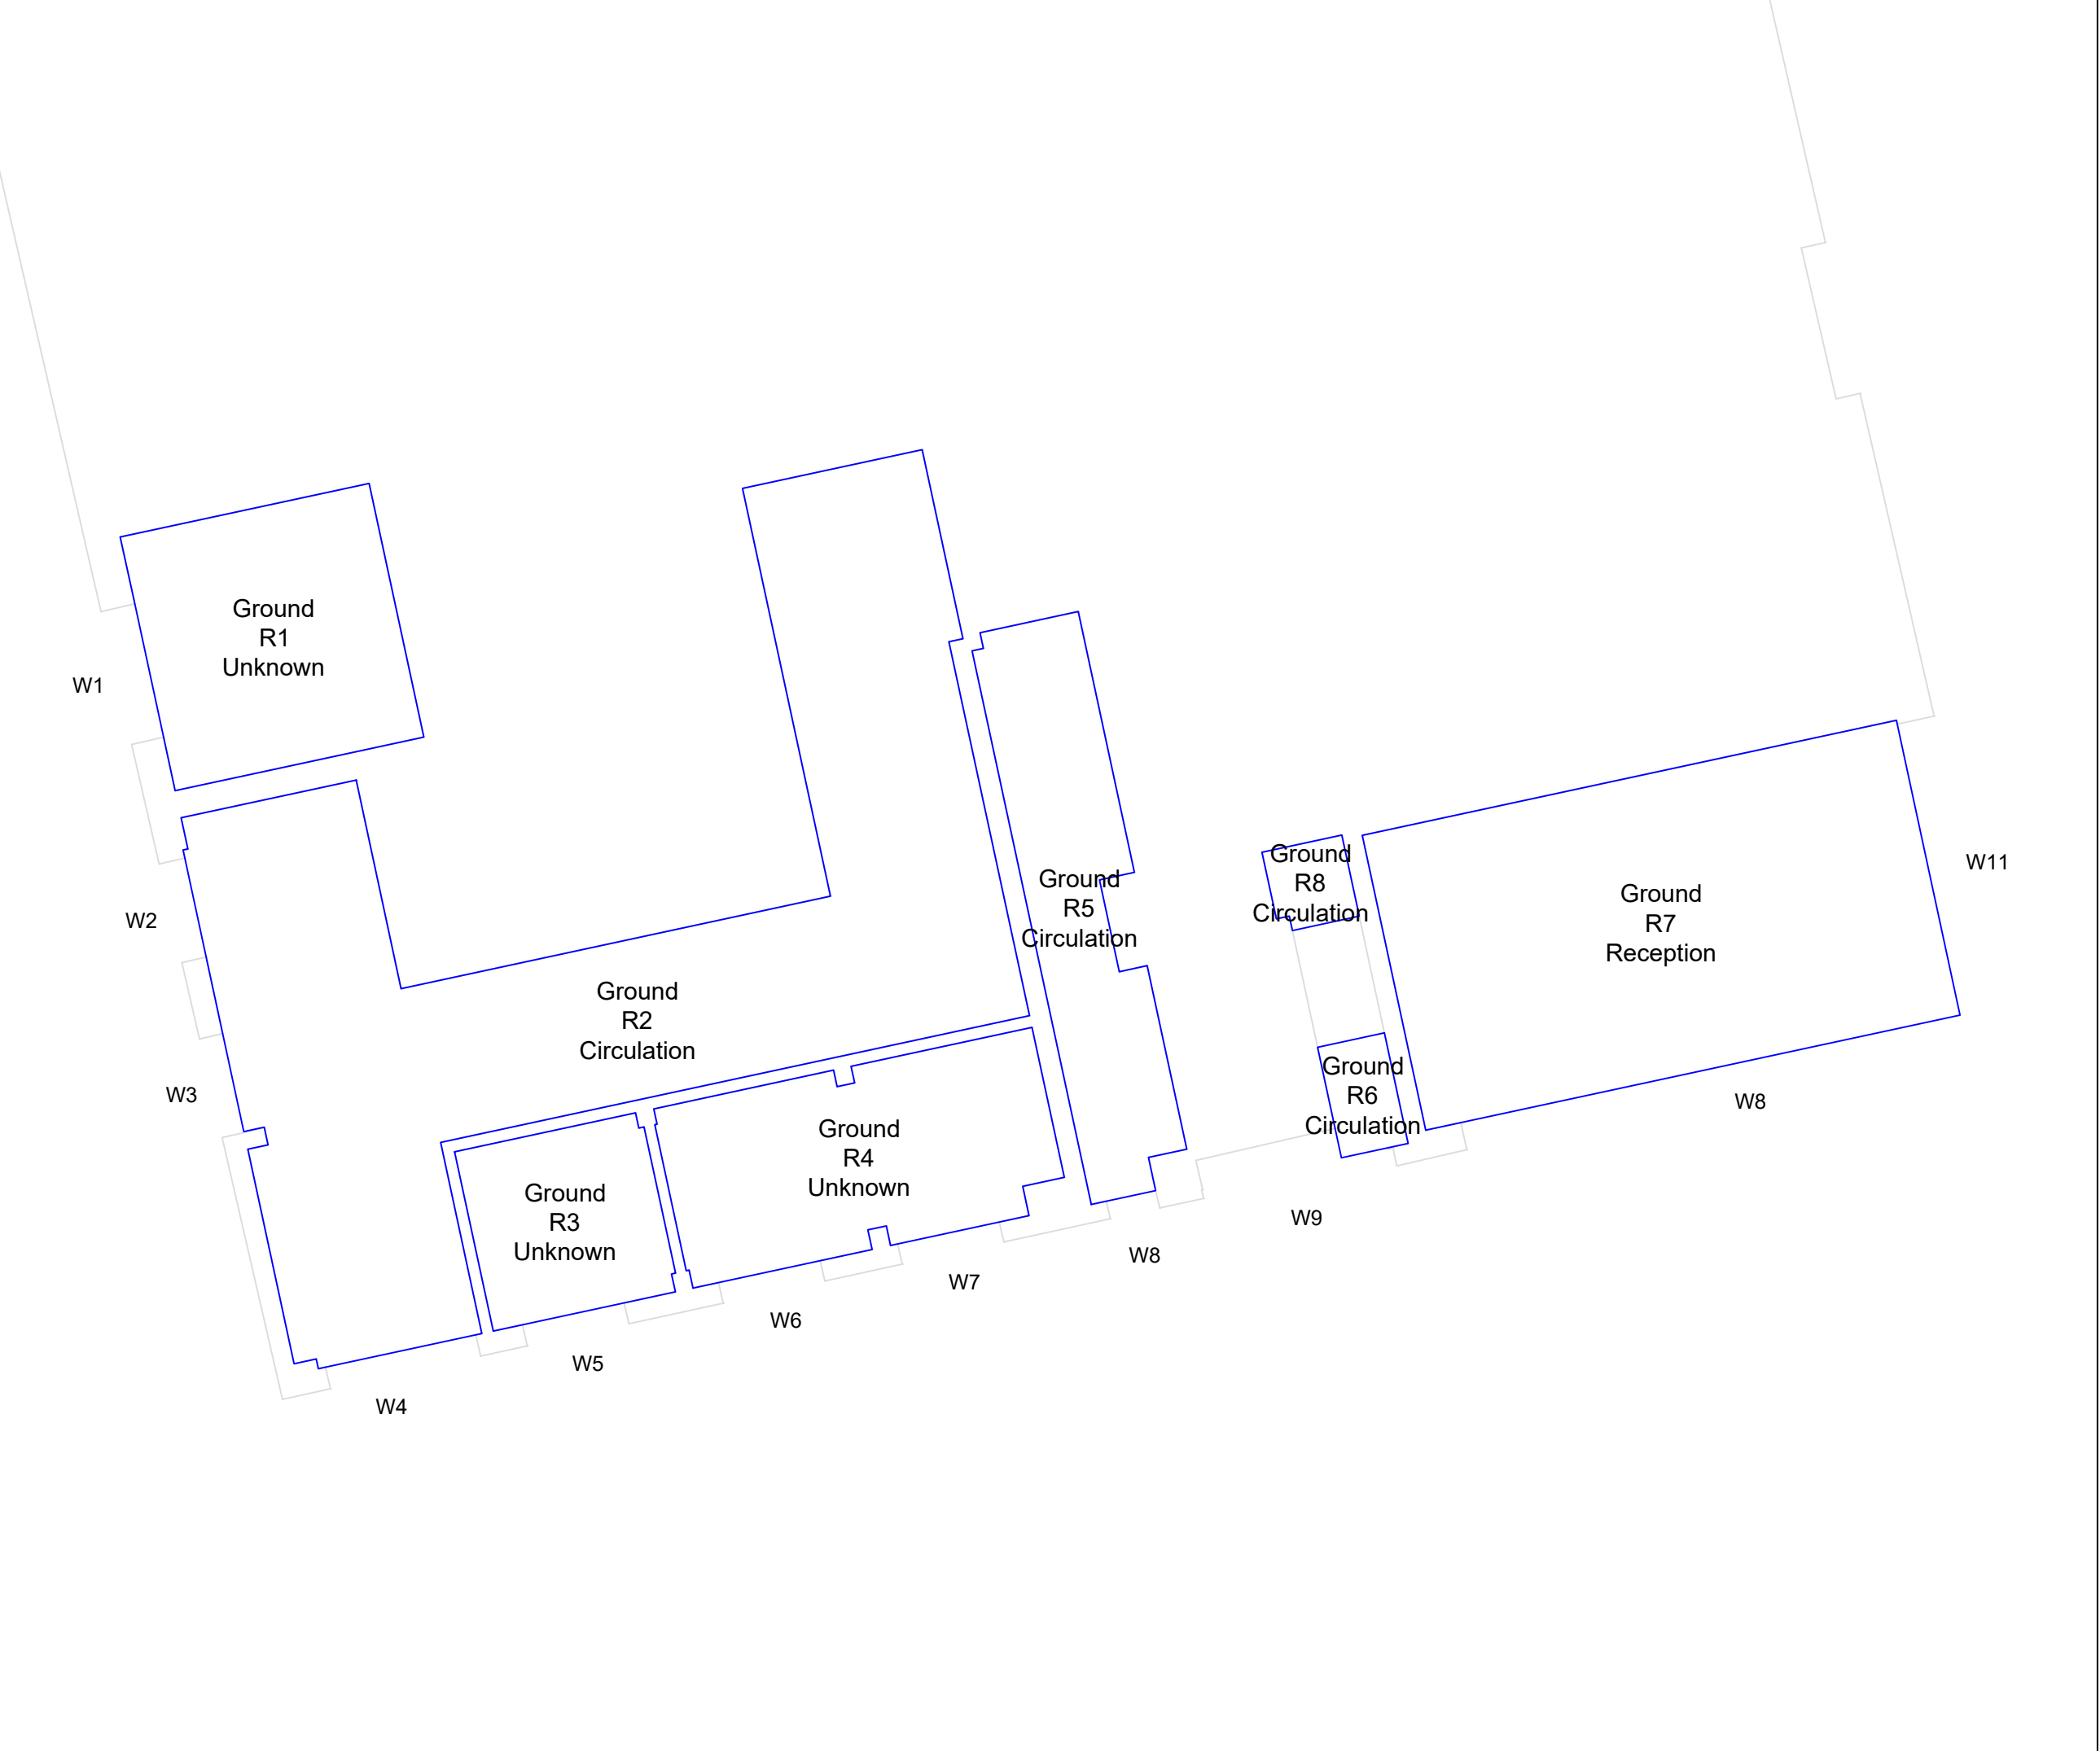 Ground
R1
Unknown
W1
Ground
R8
Circulation
Ground
R5
Circulation
Ground
R7
Reception
W11
W2
Ground
R2
Circulation
W3
Ground
R6
Circulation
W8
Ground
R4
Unknown
Ground
R3
Unknown
W9
W8
W7
W6
W5
W4